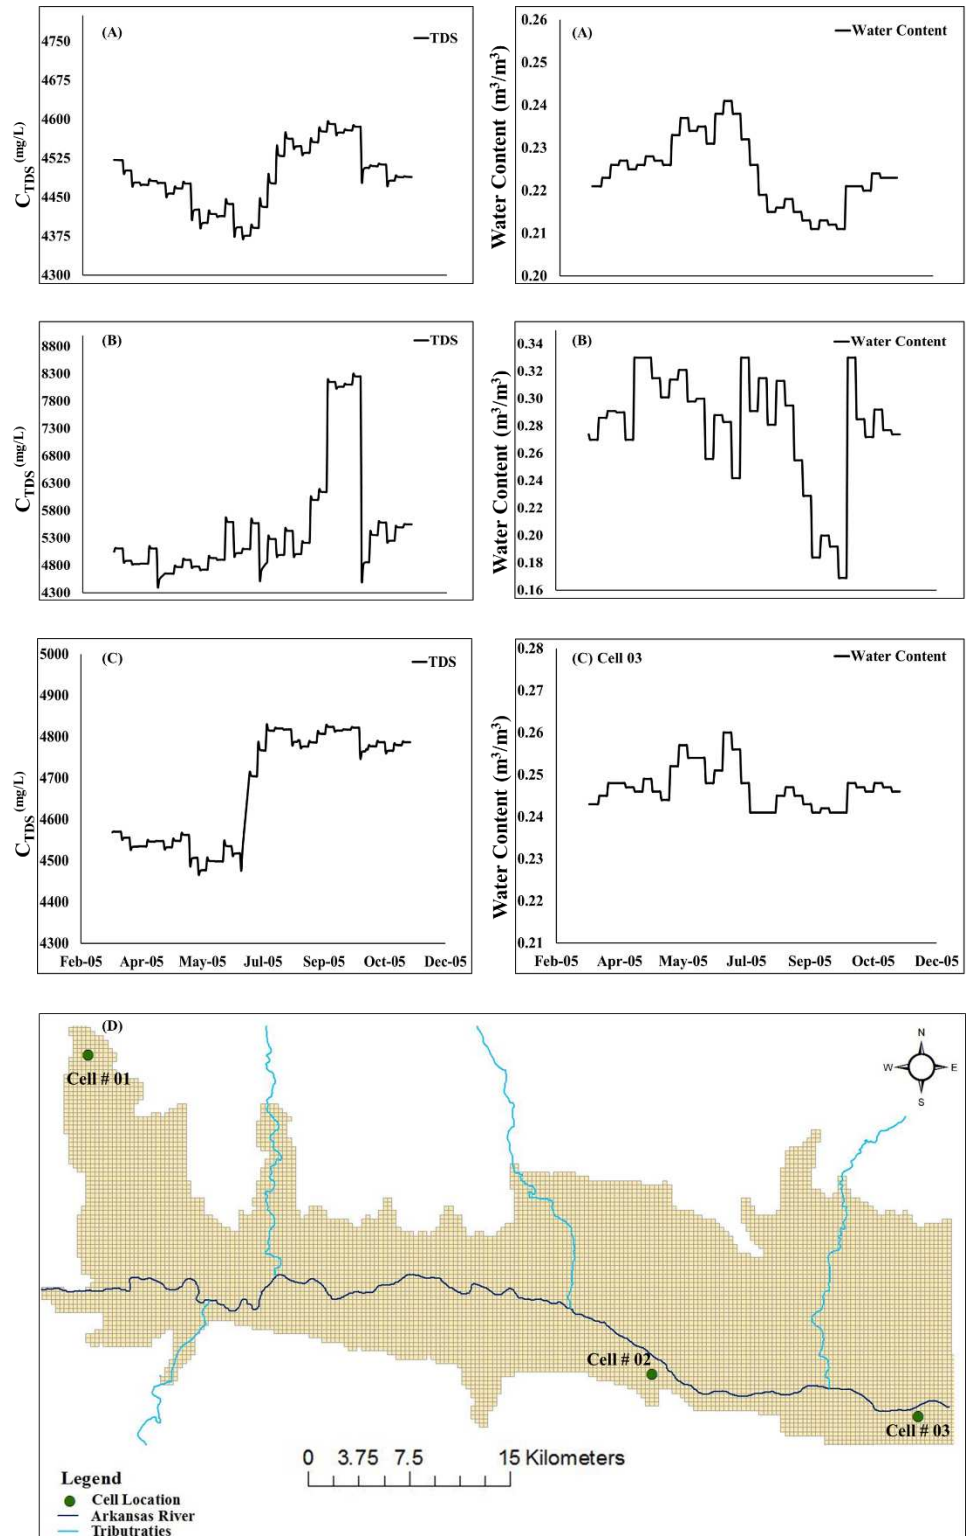 (A)
TDS
4750
4675
4600
4525
4450
4375
4300
C_TDS (mg/L)
(A)
Water Content
0.26
0.25
0.24
0.23
0.22
0.21
0.20
Water Content (m³/m³)
(B)
TDS
8800
8300
7800
7300
6800
6300
5800
5300
4800
4300
C_TDS (mg/L)
(B)
Water Content
0.34
0.32
0.30
0.28
0.26
0.24
0.22
0.20
0.18
0.16
Water Content (m³/m³)
(C)
TDS
5000
4900
4800
4700
4600
4500
4400
4300
C_TDS (mg/L)
Feb-05 Apr-05 May-05 Jul-05 Sep-05 Oct-05 Dec-05
(C) Cell 03
Water Content
0.28
0.27
0.26
0.25
0.24
0.23
0.22
0.21
Water Content (m³/m³)
Feb-05 Apr-05 May-05 Jul-05 Sep-05 Oct-05 Dec-05
(D)
N
W E
S
Cell # 01
Cell # 02
Cell # 03
0 3.75 7.5 15 Kilometers
Legend
Cell Location
Arkansas River
Tributraties